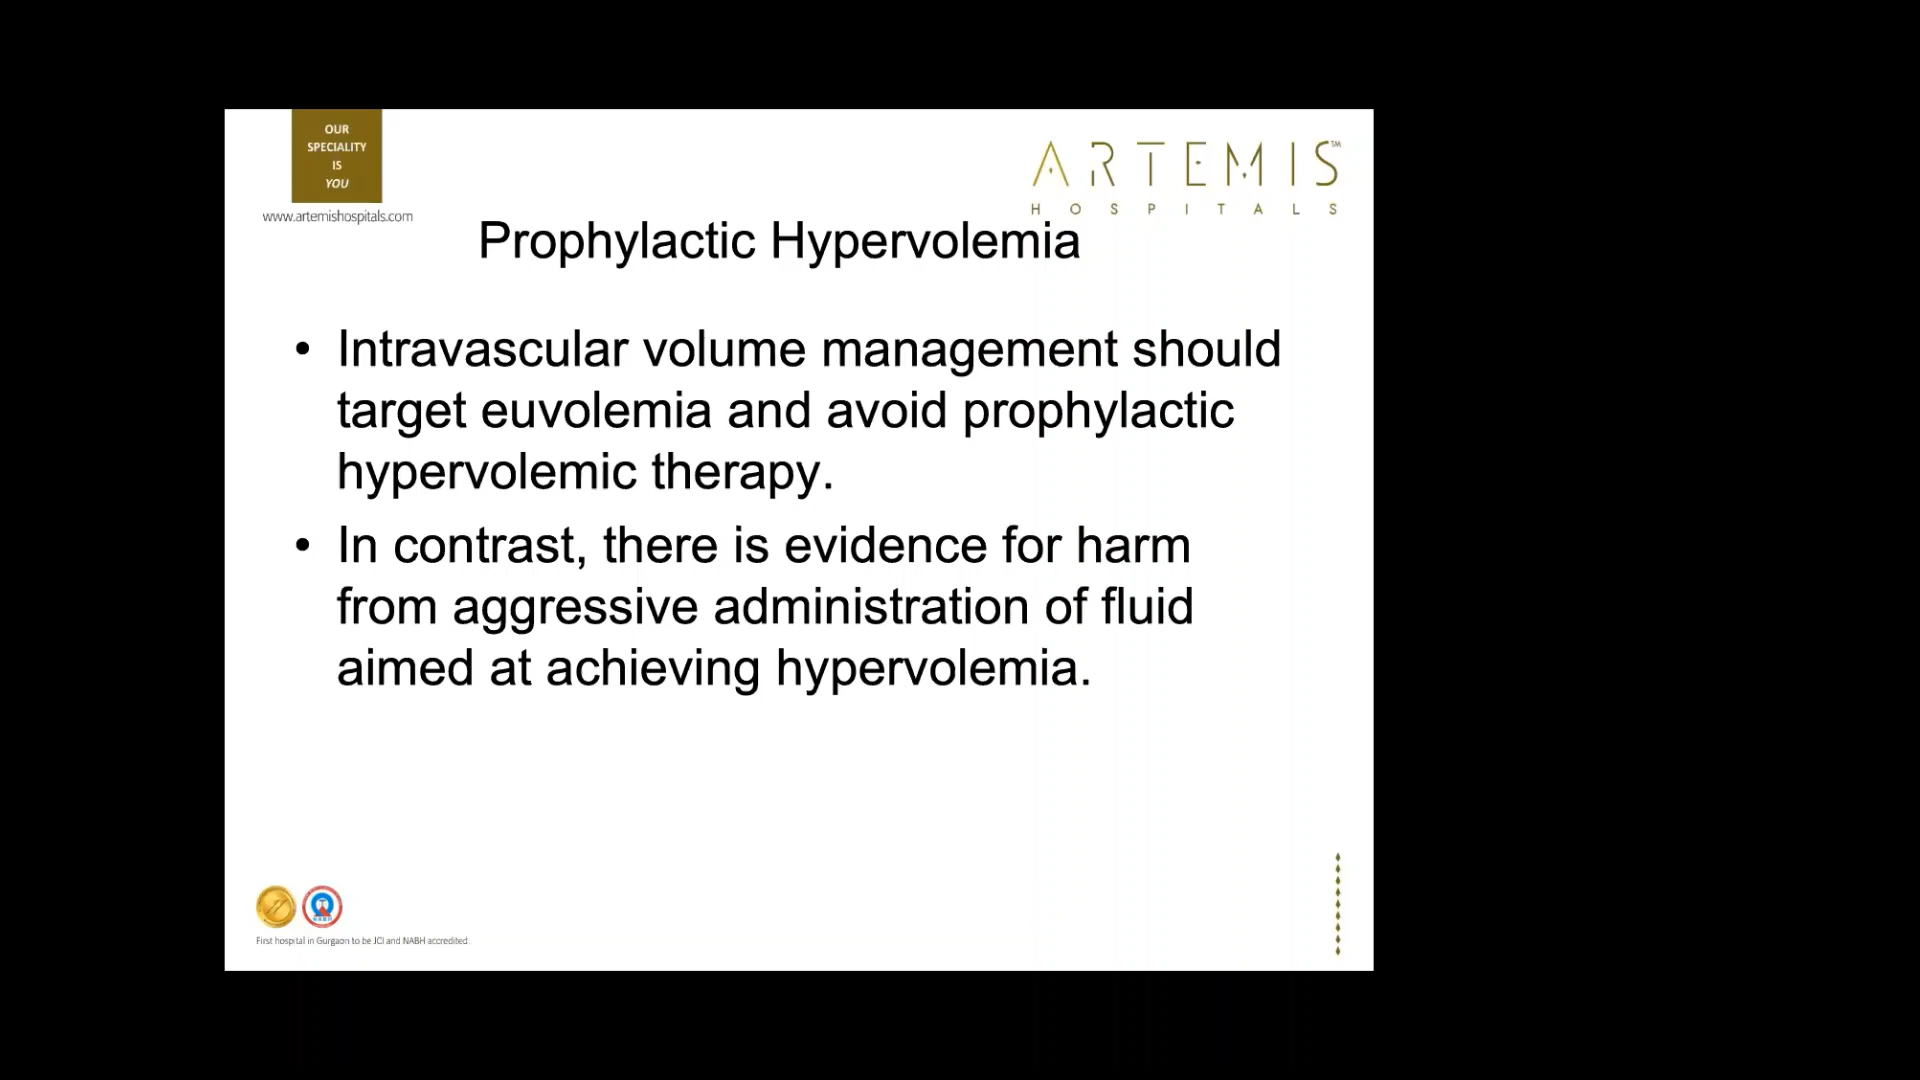 OUR
SPECIALITY
IS
YOU
www.artemishospitals.com
ARTEMIS™
HOSPITALS
Prophylactic Hypervolemia
• Intravascular volume management should
target euvolemia and avoid prophylactic
hypervolemic therapy.
• In contrast, there is evidence for harm
from aggressive administration of fluid
aimed at achieving hypervolemia.
First hospital in Gurgaon to be JCI and NABH accredited.